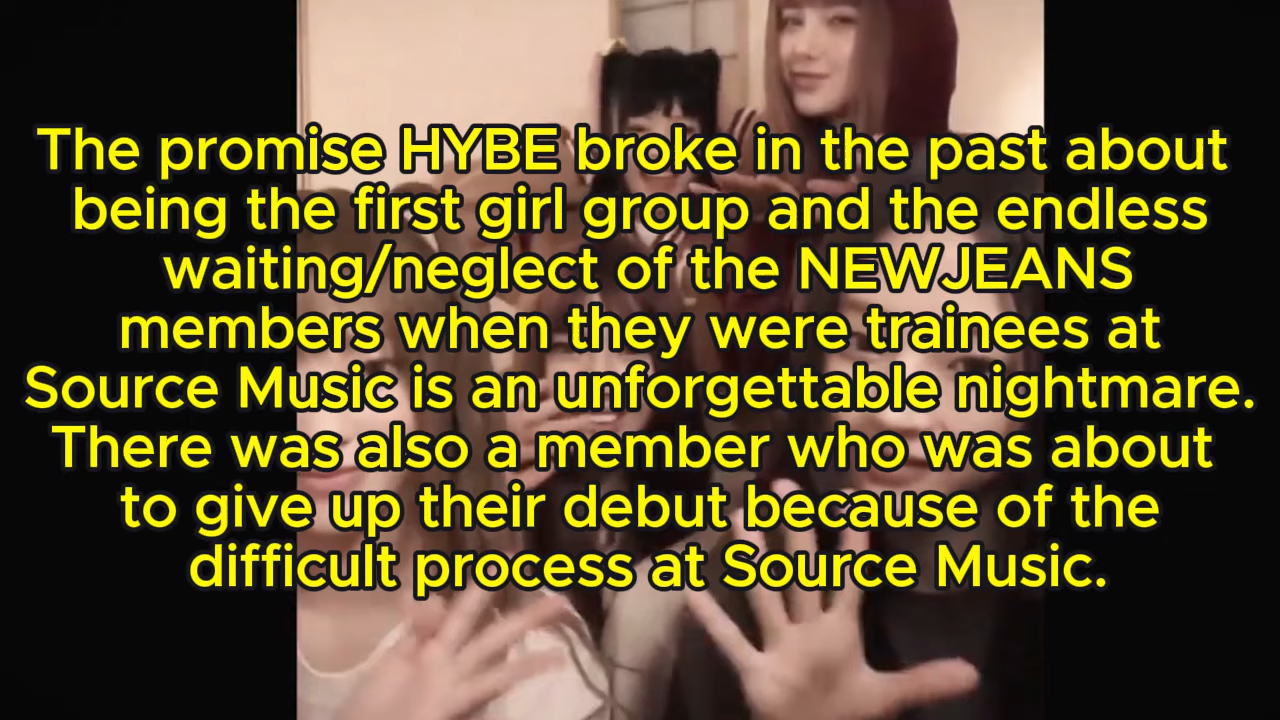 The promise HYBE broke in the past about
being the first girl group and the endless
waiting/neglect of the NEWJEANS
members when they were trainees at
Source Music is an unforgettable nightmare.
There was also a member who was about
to give up their debut because of the
difficult process at Source Music.